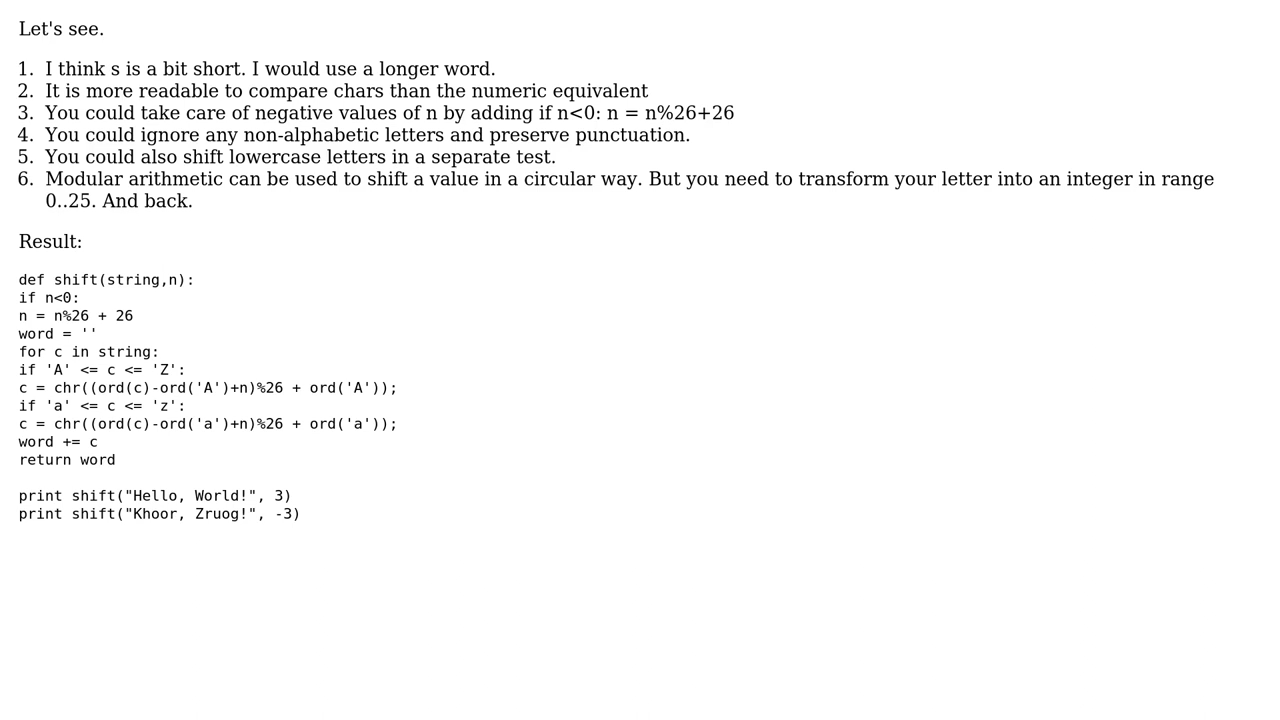 Let's see.
1. I think s is a bit short. I would use a longer word.
2. It is more readable to compare chars than the numeric equivalent
3. You could take care of negative values of n by adding if n<0: n = n%26+26
4. You could ignore any non-alphabetic letters and preserve punctuation.
5. You could also shift lowercase letters in a separate test.
6. Modular arithmetic can be used to shift a value in a circular way. But you need to transform your letter into an integer in range
0..25. And back.
Result:
def shift(string,n):
if n<0:
n = n%26 + 26
word = ''
for c in string:
if 'A' <= c <= 'Z':
c = chr((ord(c)-ord('A')+n)%26 + ord('A'));
if 'a' <= c <= 'z':
c = chr((ord(c)-ord('a')+n)%26 + ord('a'));
word += c
return word
print shift("Hello, World!", 3)
print shift("Khoor, Zruog!", -3)